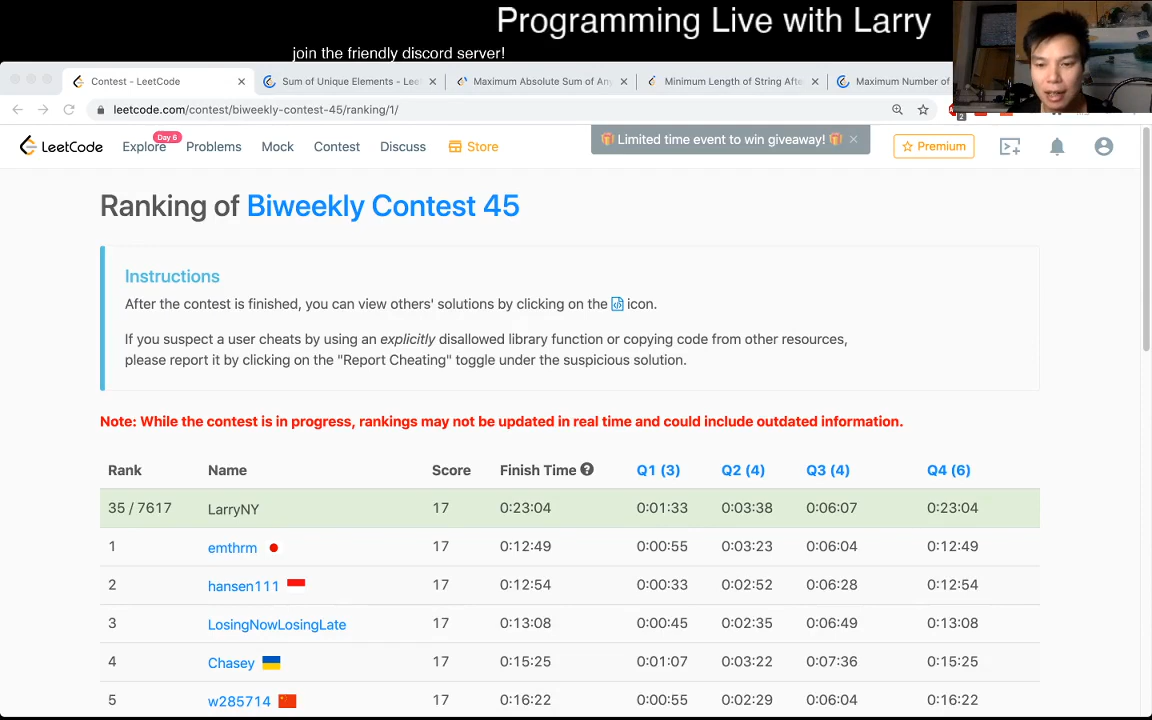 Programming Live with Larry
join the friendly discord server!
Contest - LeetCode
Sum of Unique Elements - Lee
Maximum Absolute Sum of An
Minimum Length of String Afte
Maximum Number of
leetcode.com/contest/biweekly-contest-45/ranking/1/
2
LeetCode
Explore
Day 6
Problems
Mock
Contest
Discuss
Store
Limited time event to win giveaway!
Premium
Ranking of Biweekly Contest 45
Instructions
After the contest is finished, you can view others' solutions by clicking on the icon.
If you suspect a user cheats by using an explicitly disallowed library function or copying code from other resources,
please report it by clicking on the "Report Cheating" toggle under the suspicious solution.
Note: While the contest is in progress, rankings may not be updated in real time and could include outdated information.
Rank Name Score Finish Time Q1 (3) Q2 (4) Q3 (4) Q4 (6)
35 / 7617 LarryNY 17 0:23:04 0:01:33 0:03:38 0:06:07 0:23:04
1 emthrm 17 0:12:49 0:00:55 0:03:23 0:06:04 0:12:49
2 hansen111 17 0:12:54 0:00:33 0:02:52 0:06:28 0:12:54
3 LosingNowLosingLate 17 0:13:08 0:00:45 0:02:35 0:06:49 0:13:08
4 Chasey 17 0:15:25 0:01:07 0:03:22 0:07:36 0:15:25
5 w285714 17 0:16:22 0:00:55 0:02:29 0:06:04 0:16:22